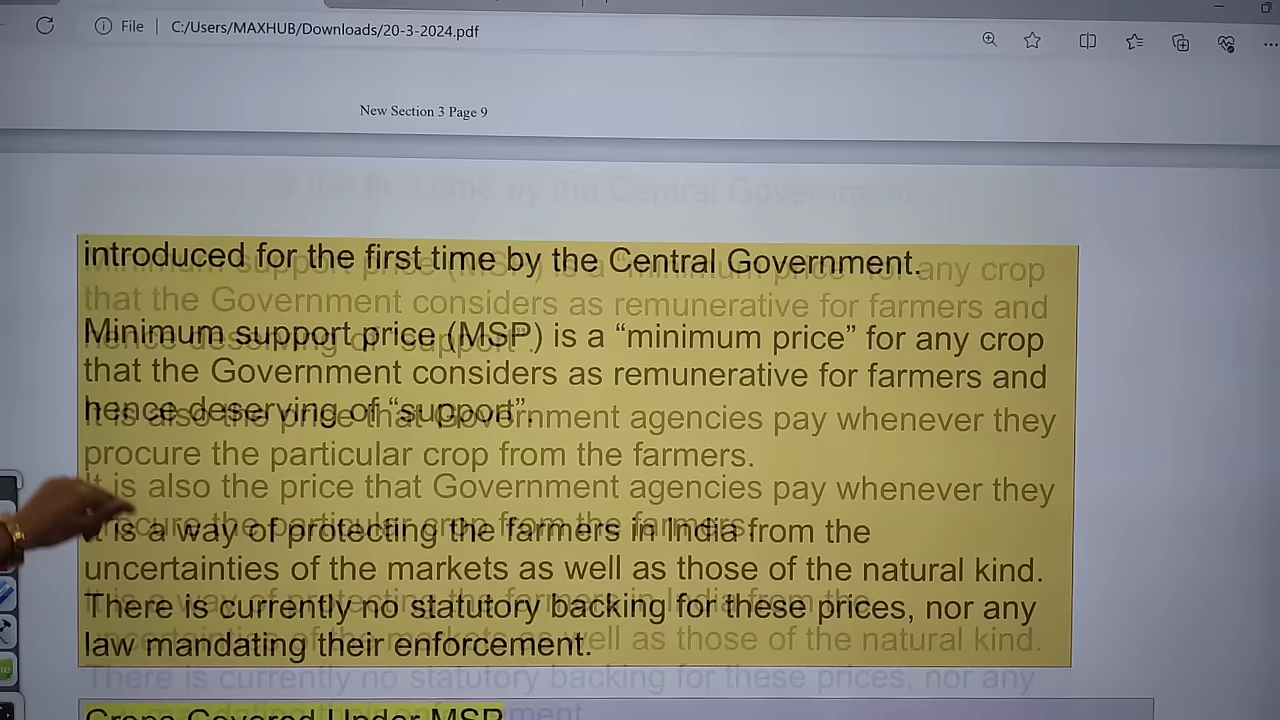 File | C:/Users/MAXHUB/Downloads/20-3-2024.pdf
New Section 3 Page 9
introduced for the first time by the Central Government.
Minimum support price (MSP) is a “minimum price” for any crop
that the Government considers as remunerative for farmers and
hence deserving of “support”.
It is also the price that Government agencies pay whenever they
procure the particular crop from the farmers.
It is a way of protecting the farmers in India from the
uncertainties of the markets as well as those of the natural kind.
There is currently no statutory backing for these prices, nor any
law mandating their enforcement.
Crops Covered Under MSP